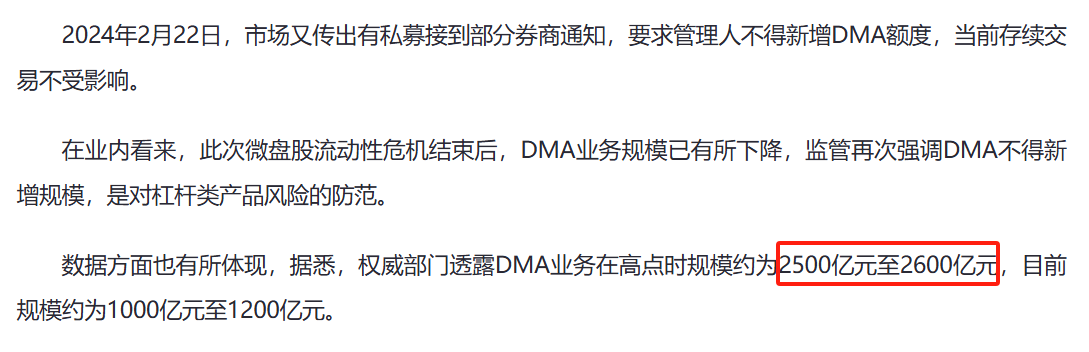 2024年2月22日，市场又传出有私募接到部分券商通知，要求管理人不得新增DMA额度，当前存续交
易不受影响。
在业内看来，此次微盘股流动性危机结束后，DMA业务规模已有所下降，监管再次强调DMA不得新
增规模，是对杠杆类产品风险的防范。
数据方面也有所体现，据悉，权威部门透露DMA业务在高点时规模约为2500亿元至2600亿元，目前
规模约为1000亿元至1200亿元。